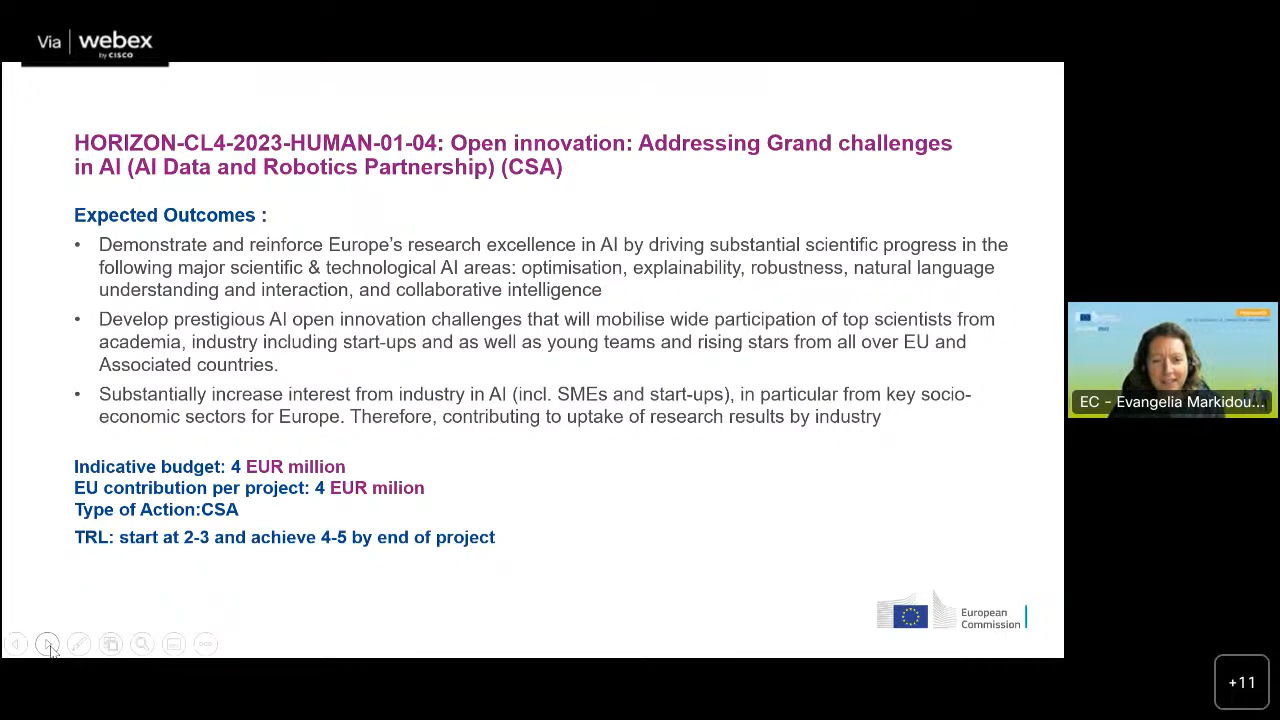 Via webex
by CISCO
HORIZON-CL4-2023-HUMAN-01-04: Open innovation: Addressing Grand challenges
in AI (AI Data and Robotics Partnership) (CSA)
Expected Outcomes :
• Demonstrate and reinforce Europe’s research excellence in AI by driving substantial scientific progress in the
following major scientific & technological AI areas: optimisation, explainability, robustness, natural language
understanding and interaction, and collaborative intelligence
• Develop prestigious AI open innovation challenges that will mobilise wide participation of top scientists from
academia, industry including start-ups and as well as young teams and rising stars from all over EU and
Associated countries.
• Substantially increase interest from industry in AI (incl. SMEs and start-ups), in particular from key socio-
economic sectors for Europe. Therefore, contributing to uptake of research results by industry
Indicative budget: 4 EUR million
EU contribution per project: 4 EUR milion
Type of Action:CSA
TRL: start at 2-3 and achieve 4-5 by end of project
European
Commission
EC - Evangelia Markidou...
+11